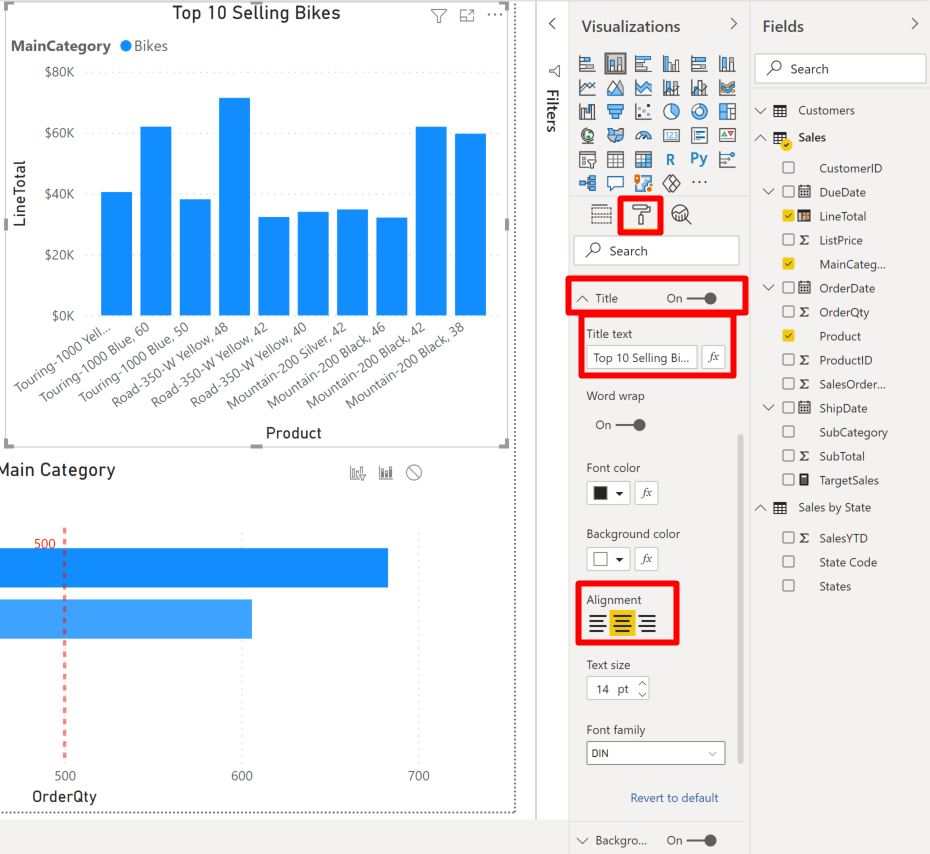 Top 10 Selling Bikes
MainCategory Bikes
$80K
$60K
$40K
$20K
$0K
LineTotal
Touring-1000 Yell...
Touring-1000 Blue, 60
Touring-1000 Blue, 50
Road-350-W Yellow, 48
Road-350-W Yellow, 42
Road-350-W Yellow, 40
Mountain-200 Silver, 42
Mountain-200 Black, 46
Mountain-200 Black, 42
Mountain-200 Black, 38
Product
Main Category
500
500 600 700
OrderQty
Filters
Visualizations
123
R Py
Search
Title On
Title text
Top 10 Selling Bi... fx
Word wrap
On
Font color
fx
Background color
fx
Alignment
Text size
14 pt
Font family
DIN
Revert to default
Backgro... On
Fields
Search
Customers
Sales
CustomerID
DueDate
LineTotal
Σ ListPrice
MainCateg...
OrderDate
Σ OrderQty
Product
Σ ProductID
Σ SalesOrder...
ShipDate
SubCategory
Σ SubTotal
TargetSales
Sales by State
Σ SalesYTD
State Code
States